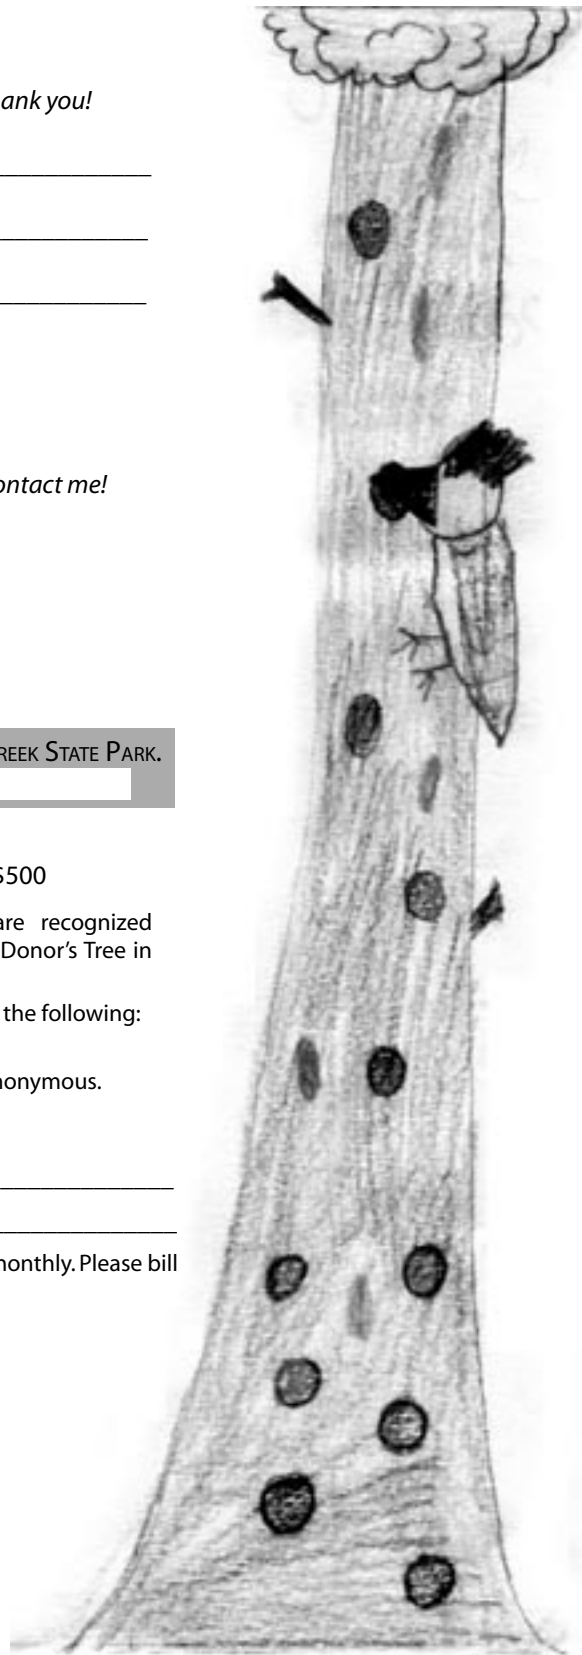 ank you!
ontact me!
REEK STATE PARK.
$500
are recognized
Donor's Tree in
the following:
nonymous.
monthly. Please bill